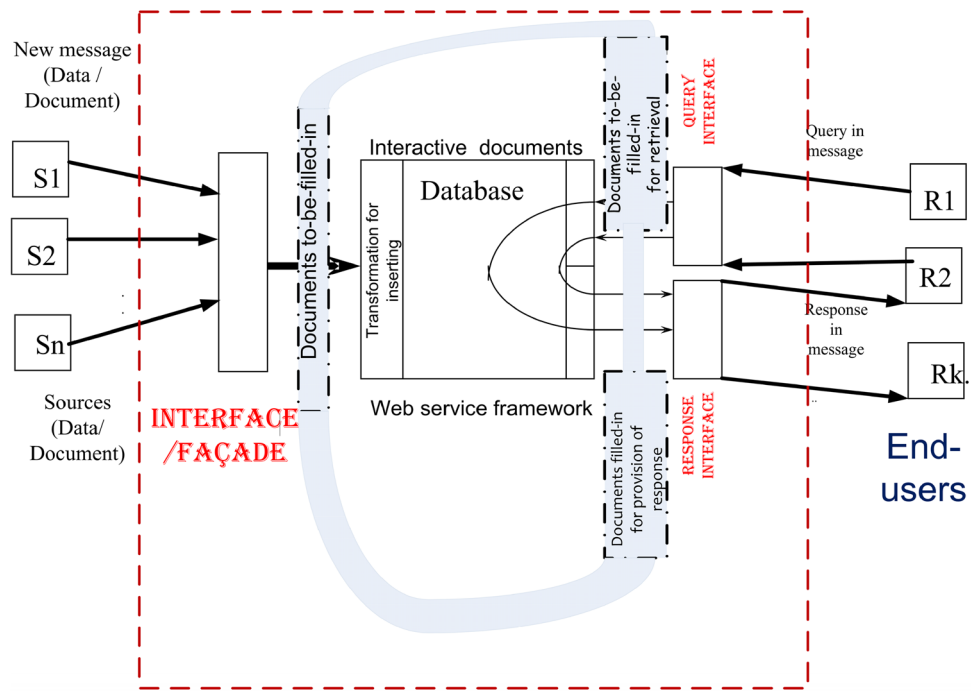 New message
(Data /
Document)
S1
S2
Sn
Sources
(Data/
Document)
INTERFACE
/FAÇADE
Documents to-be-filled-in
Interactive documents
Database
Transformation for
inserting
Web service framework
Documents to-be-
filled-in
for retrieval
QUERY
INTERFACE
Documents filled-in
for provision of
response
RESPONSE
INTERFACE
Query in
message
Response
in
message
R1
R2
Rk.
End-
users